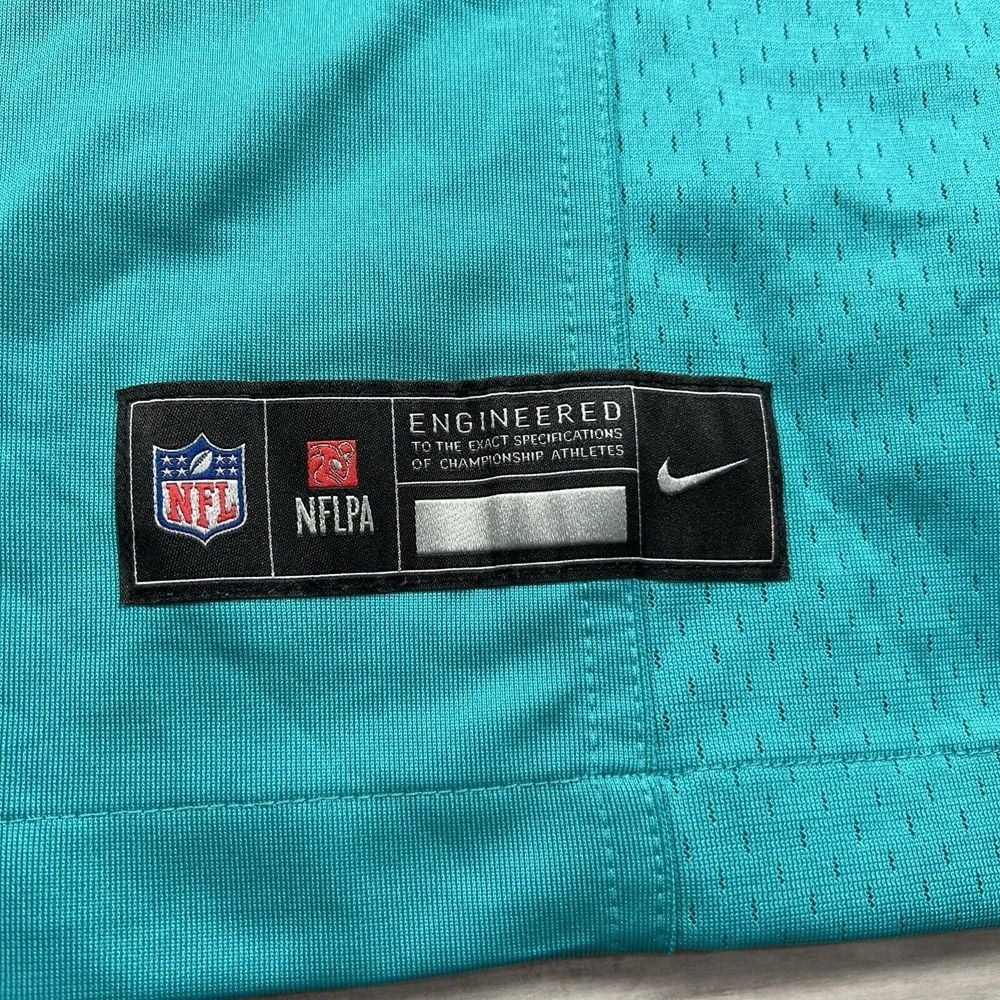 NFL
NFLPA
ENGINEERED
TO THE EXACT SPECIFICATIONS
OF CHAMPIONSHIP ATHLETES